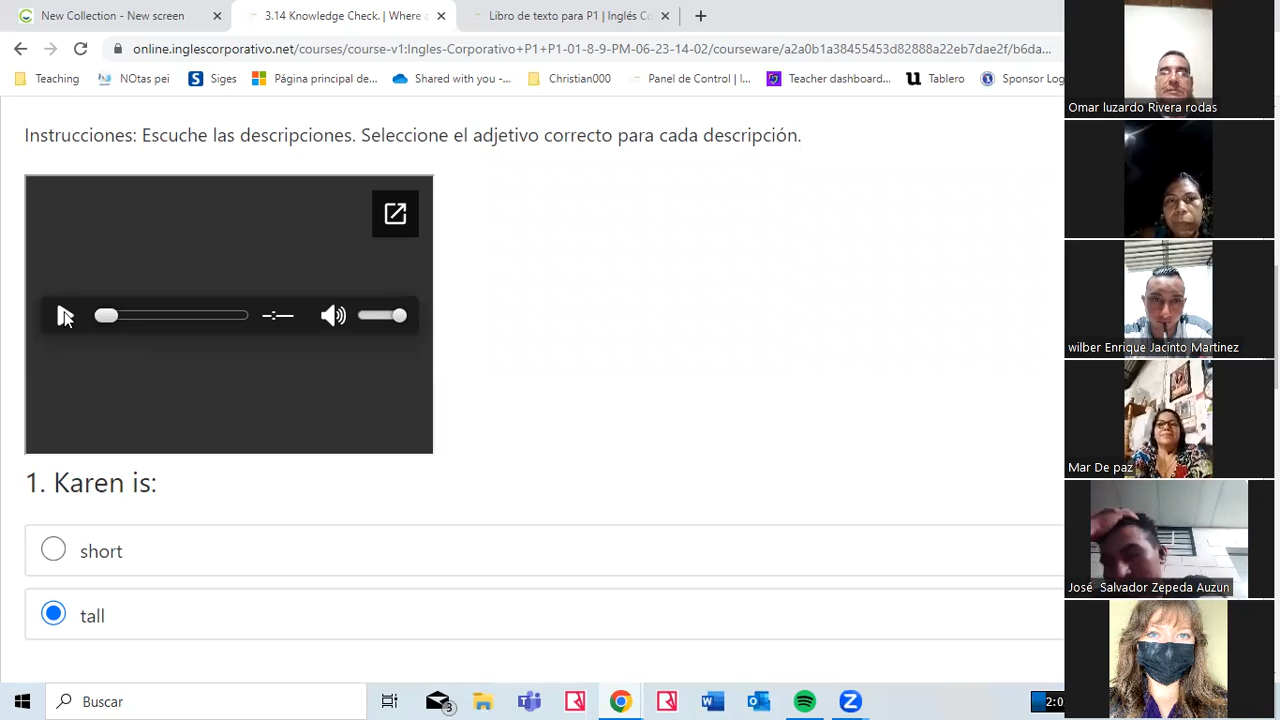 New Collection - New screen
3.14 Knowledge Check. | Where
Libro de texto para P1 | Inglés Co
online.inglescorporativo.net/courses/course-v1:Ingles-Corporativo+P1+P1-01-8-9-PM-06-23-14-02/courseware/a2a0b1a38455453d82888a22eb7dae2f/b6da...
Teaching
NOtas pei
Siges
Página principal de...
Shared with you -...
Christian000
Panel de Control |...
Teacher Dashboard...
Tablero
Sponsor Log
Instrucciones: Escuche las descripciones. Seleccione el adjetivo correcto para cada descripción.
-:--
1. Karen is:
short
tall
Buscar
3
2:0
Omar luzardo Rivera rodas
wilber Enrique Jacinto Martinez
Mar De paz
José Salvador Zepeda Auzun